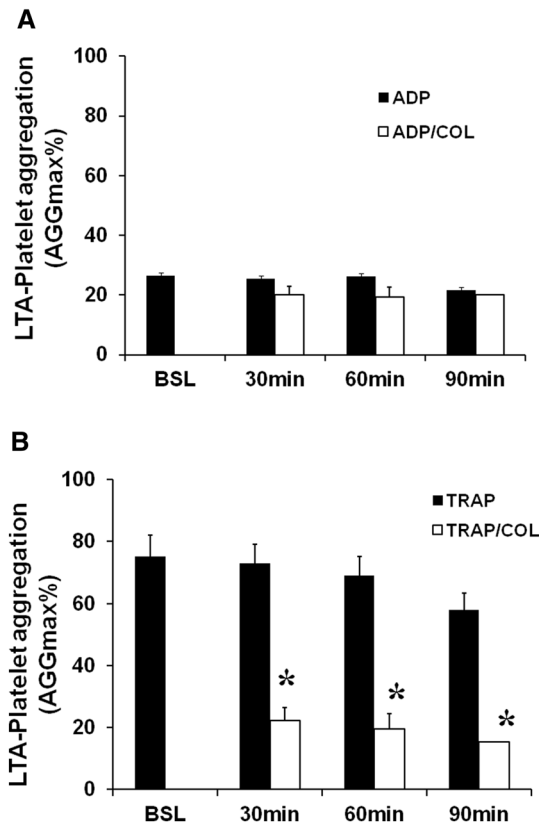 A
LTA-Platelet aggregation
(AGGmax%)
100
80
60
40
20
0
ADP
ADP/COL
BSL 30min 60min 90min
B
LTA-Platelet aggregation
(AGGmax%)
100
80
60
40
20
0
TRAP
TRAP/COL
* * *
BSL 30min 60min 90min